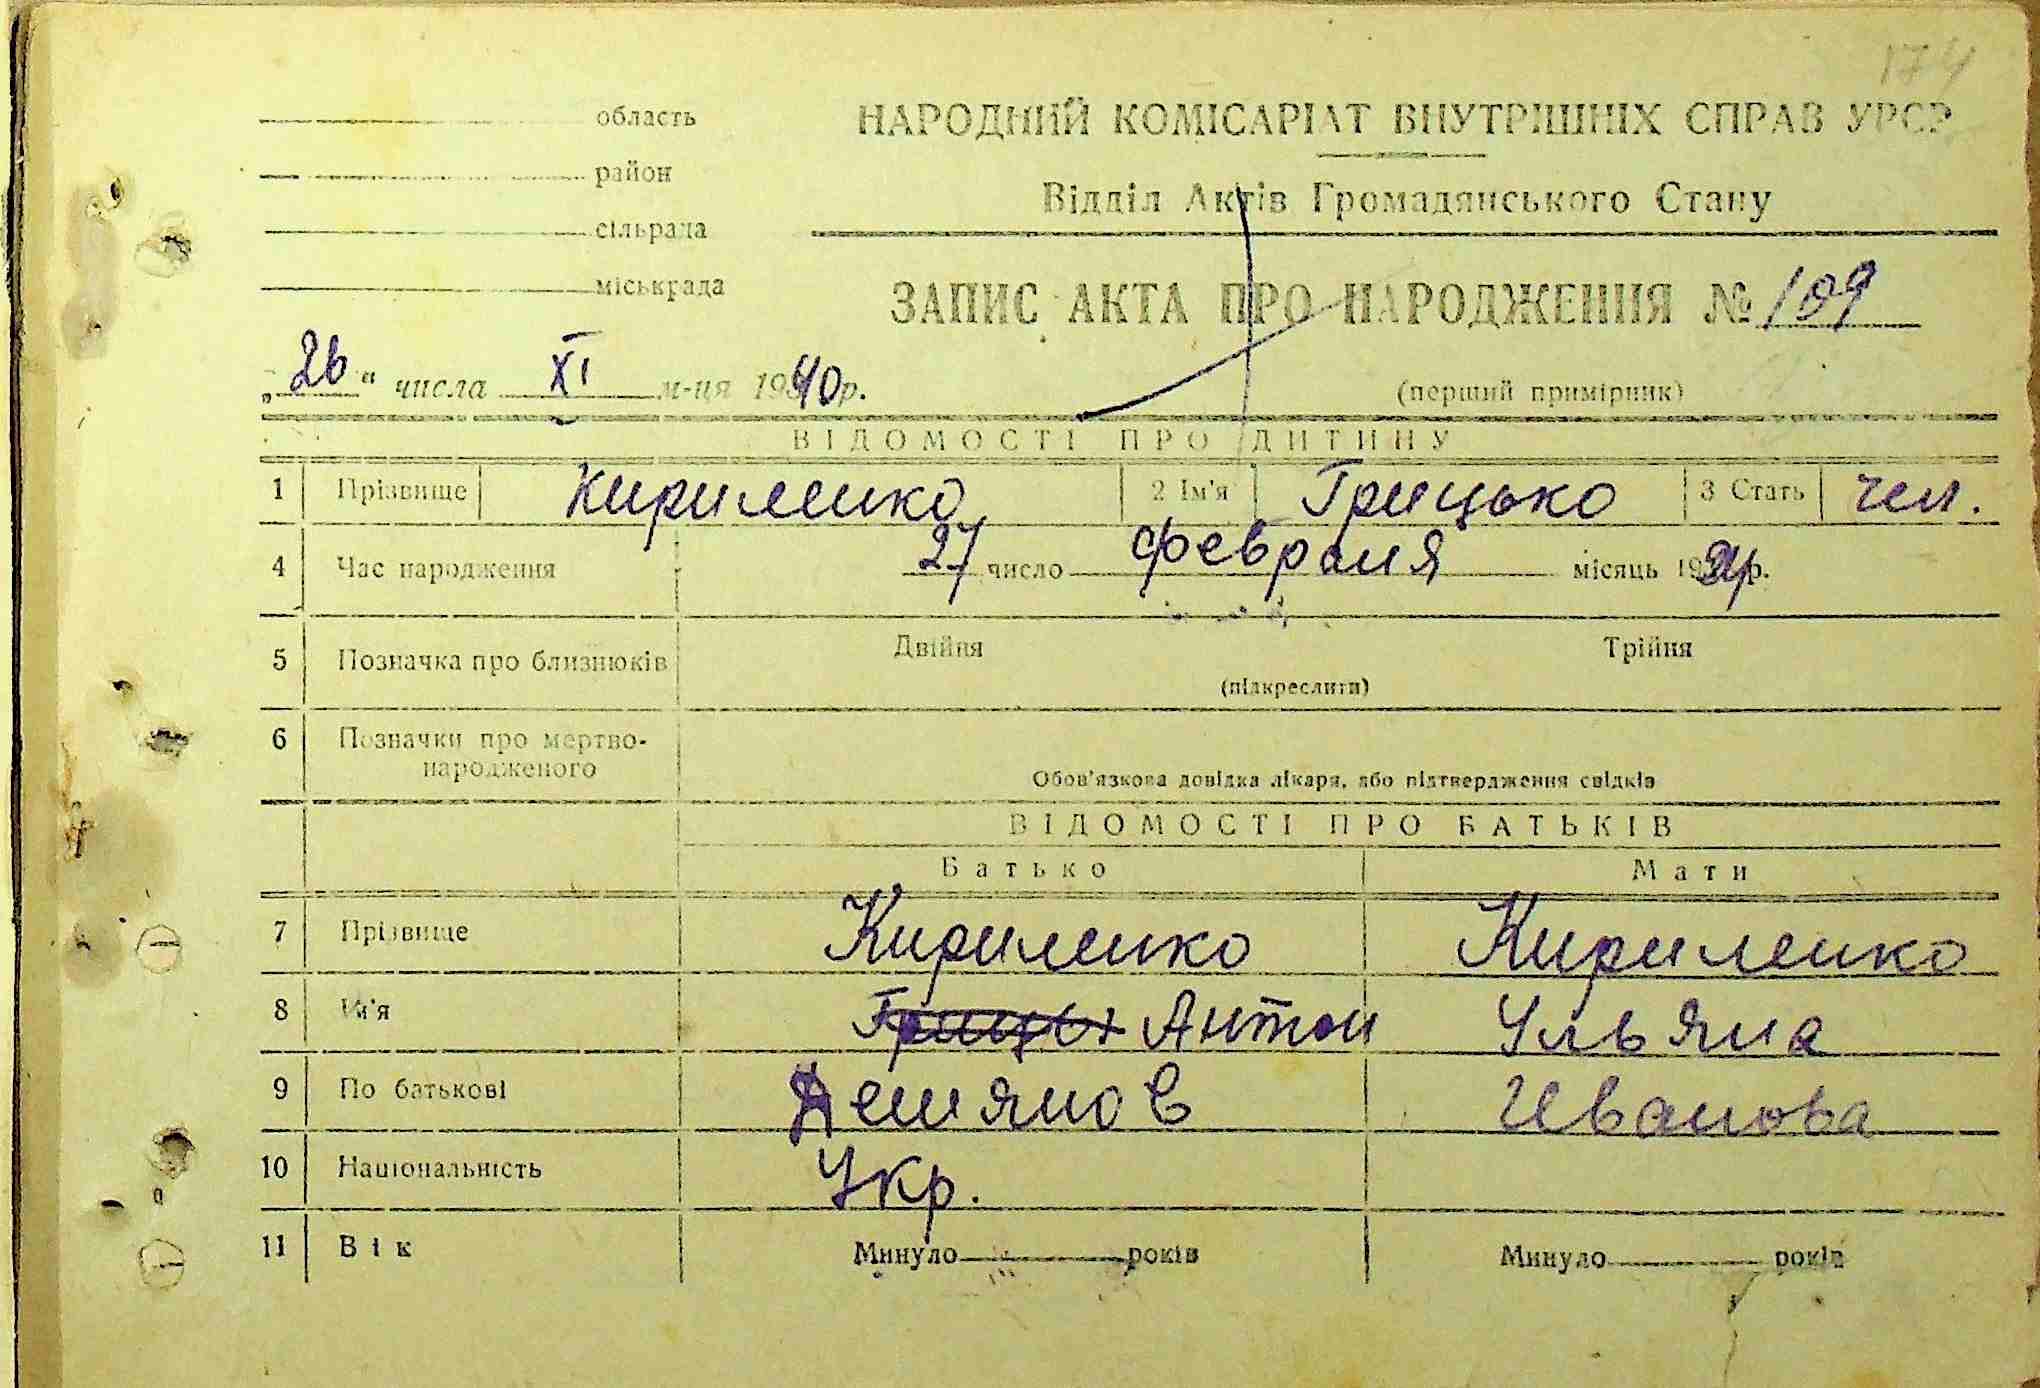 174
область
НАРОДНИЙ КОМІСАРІАТ ВНУТРІШНІХ СПРАВ УРСР
район
Відділ Актів Громадянського Стану
сільрада
міськрада
ЗАПИС АКТА ПРО НАРОДЖЕННЯ № 109
„26“ числа XI м-ця 1940 р.
(перший примірник)
ВІДОМОСТІ ПРО ДИТИНУ
1 Прізвище Кириленко 2 Ім'я Грицько 3 Стать чел.
4 Час народження 27 число февраля місяць 19 р.
5 Позначка про близнюків Двійня Трійня
(підкреслити)
6 Позначки про мертво-
народженого
Обов'язкова довідка лікаря, або підтвердження свідків
ВІДОМОСТІ ПРО БАТЬКІВ
Батько Мати
7 Прізвище Кириленко Кириленко
8 Им'я Антон Ульяна
9 По батькові Демянов Иванова
10 Національність Укр.
11 Вік Минуло років Минуло років